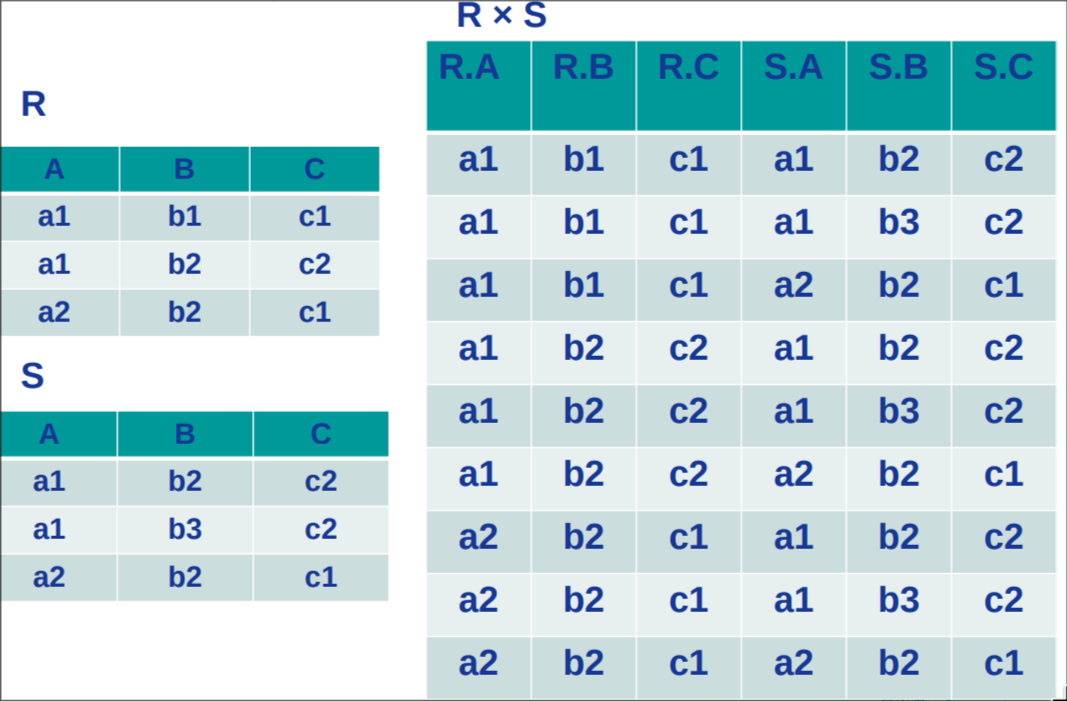 R
A B C
a1 b1 c1
a1 b2 c2
a2 b2 c1
S
A B C
a1 b2 c2
a1 b3 c2
a2 b2 c1
R × S
R.A R.B R.C S.A S.B S.C
a1 b1 c1 a1 b2 c2
a1 b1 c1 a1 b3 c2
a1 b1 c1 a2 b2 c1
a1 b2 c2 a1 b2 c2
a1 b2 c2 a1 b3 c2
a1 b2 c2 a2 b2 c1
a2 b2 c1 a1 b2 c2
a2 b2 c1 a1 b3 c2
a2 b2 c1 a2 b2 c1